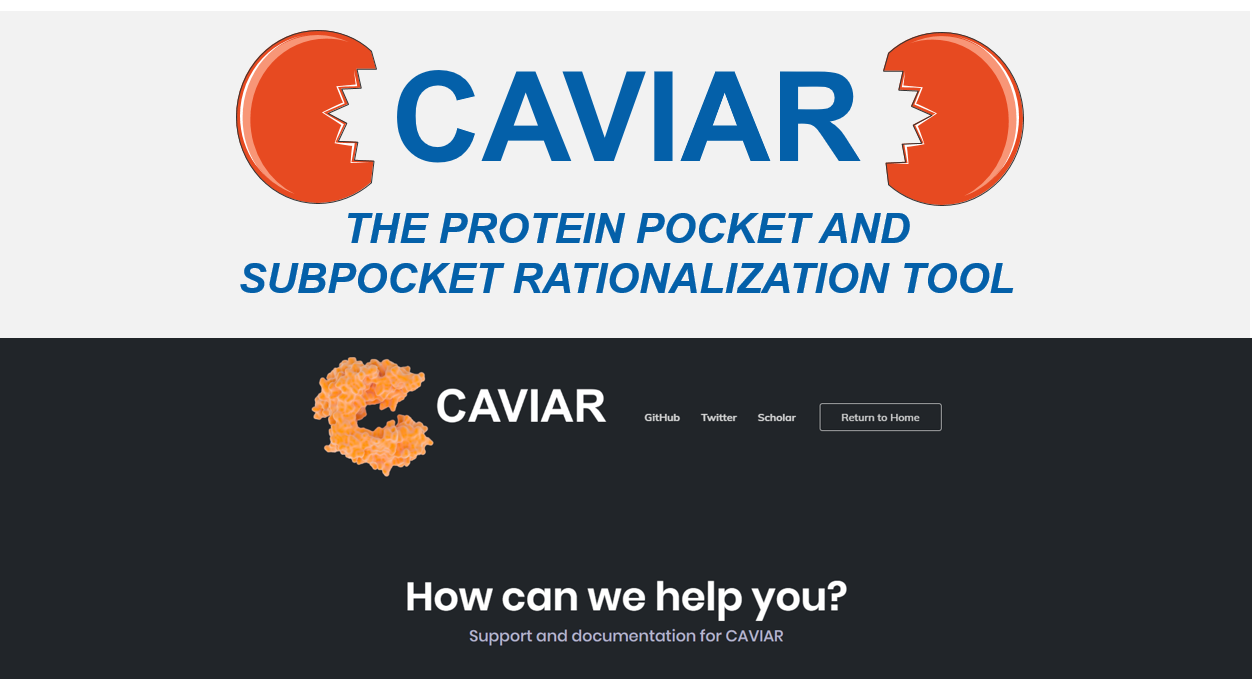 CAVIAR
THE PROTEIN POCKET AND
SUBPOCKET RATIONALIZATION TOOL
CAVIAR
GitHub Twitter Scholar Return to Home
How can we help you?
Support and documentation for CAVIAR